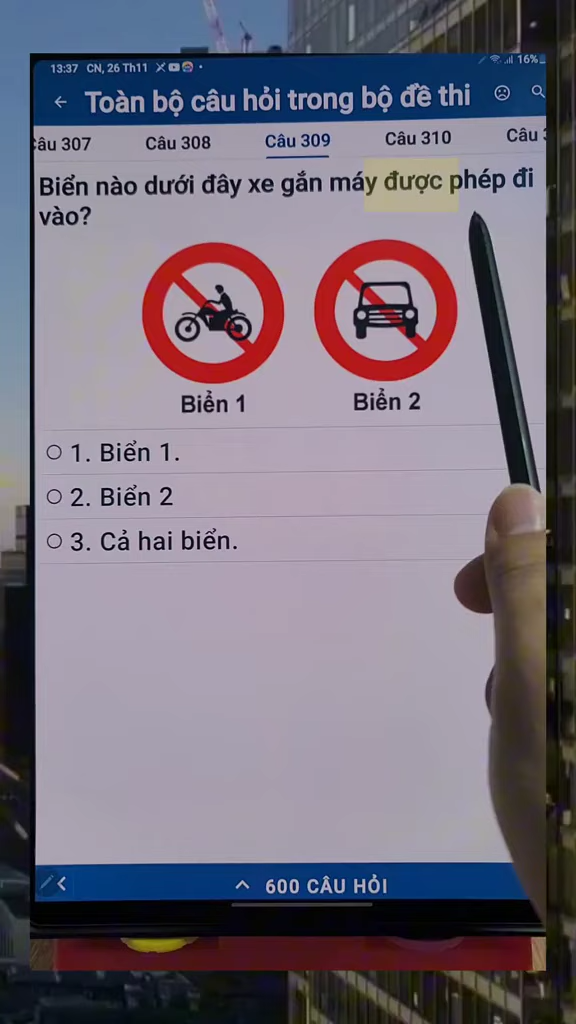 13:37 CN, 26 Th11 16%
Toàn bộ câu hỏi trong bộ đề thi
Câu 307 Câu 308 Câu 309 Câu 310 Câu
Biển nào dưới đây xe gắn máy được phép đi
vào?
Biển 1 Biển 2
1. Biển 1.
2. Biển 2
3. Cả hai biển.
600 CÂU HỎI